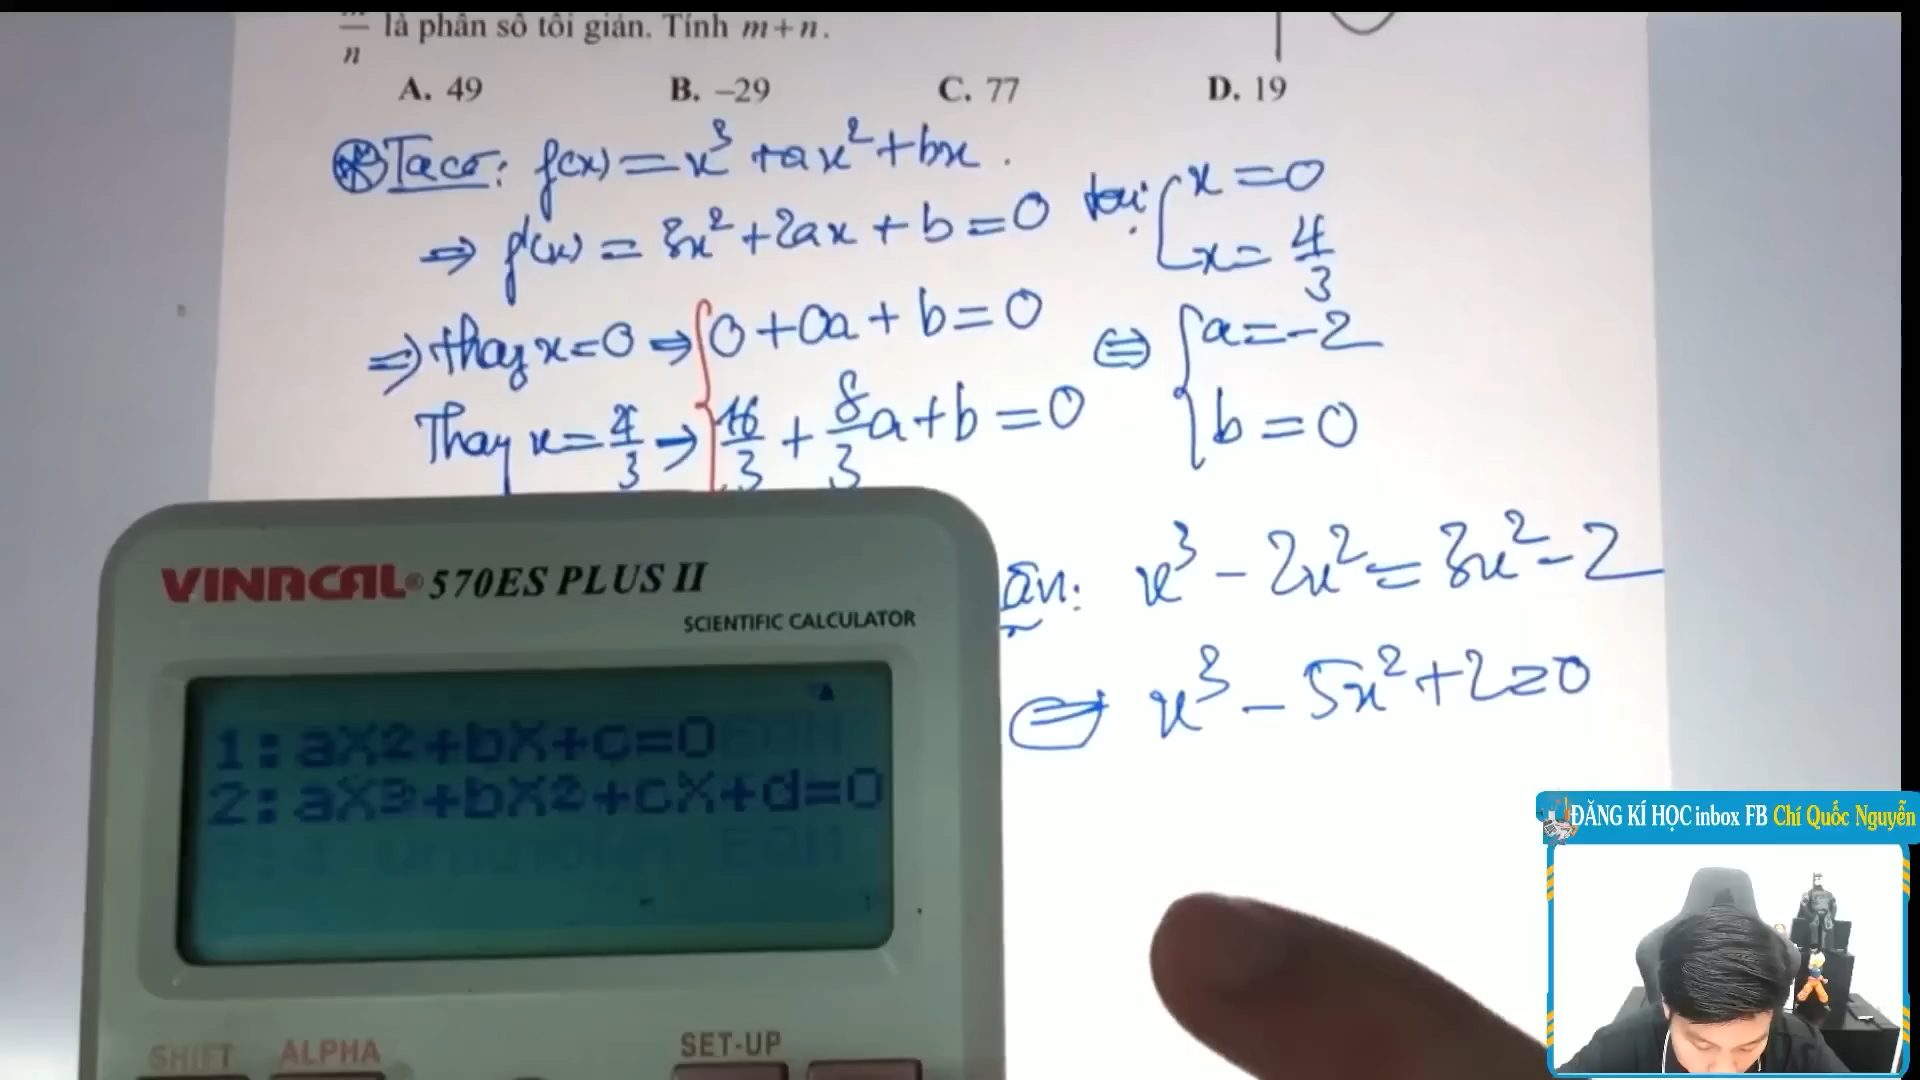 n là phân số tối giản. Tính m+n.
A. 49 B. –29 C. 77 D. 19
Ta có: f(x) = x³ + ax² + bx.
⇒ f'(x) = 3x² + 2ax + b = 0 tại x = 0
x = 4/3
⇒ thay x = 0 ⇒ 0 + 0a + b = 0 ⇔ a = -2
Thay x = 4/3 → 16/3 + 8/3 a + b = 0 b = 0
VINACAL® 570ES PLUS II
SCIENTIFIC CALCULATOR
ẩn: x³ - 2x² = 3x² - 2
⇔ x³ - 5x² + 2 = 0
1:aX2+bX+c=0
2:aX3+bX2+cX+d=0
SHIFT ALPHA SET-UP
ĐĂNG KÍ HỌC inbox FB Chí Quốc Nguyễn